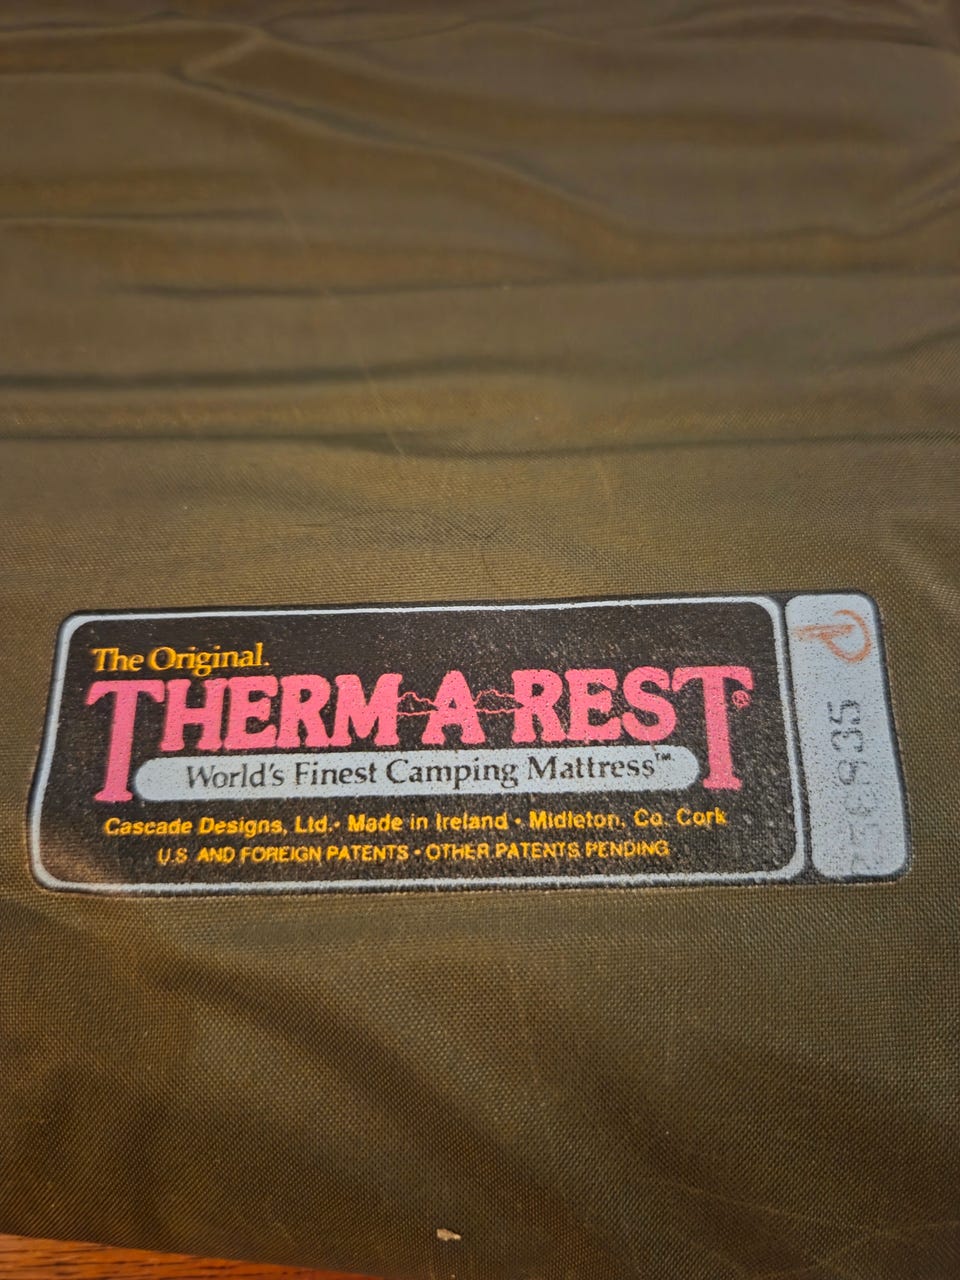 The Original.
THERM-A-REST®
World's Finest Camping Mattress™
Cascade Designs, Ltd. • Made in Ireland • Midleton, Co. Cork
U.S AND FOREIGN PATENTS • OTHER PATENTS PENDING